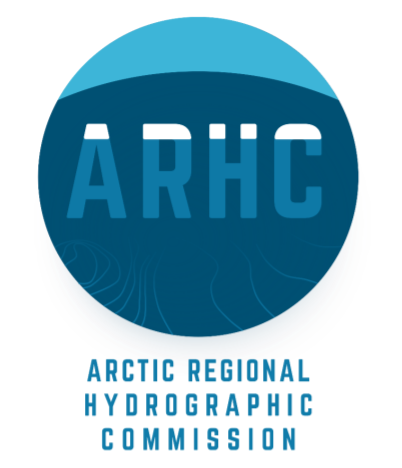 ARHC
ARCTIC REGIONAL
HYDROGRAPHIC
COMMISSION